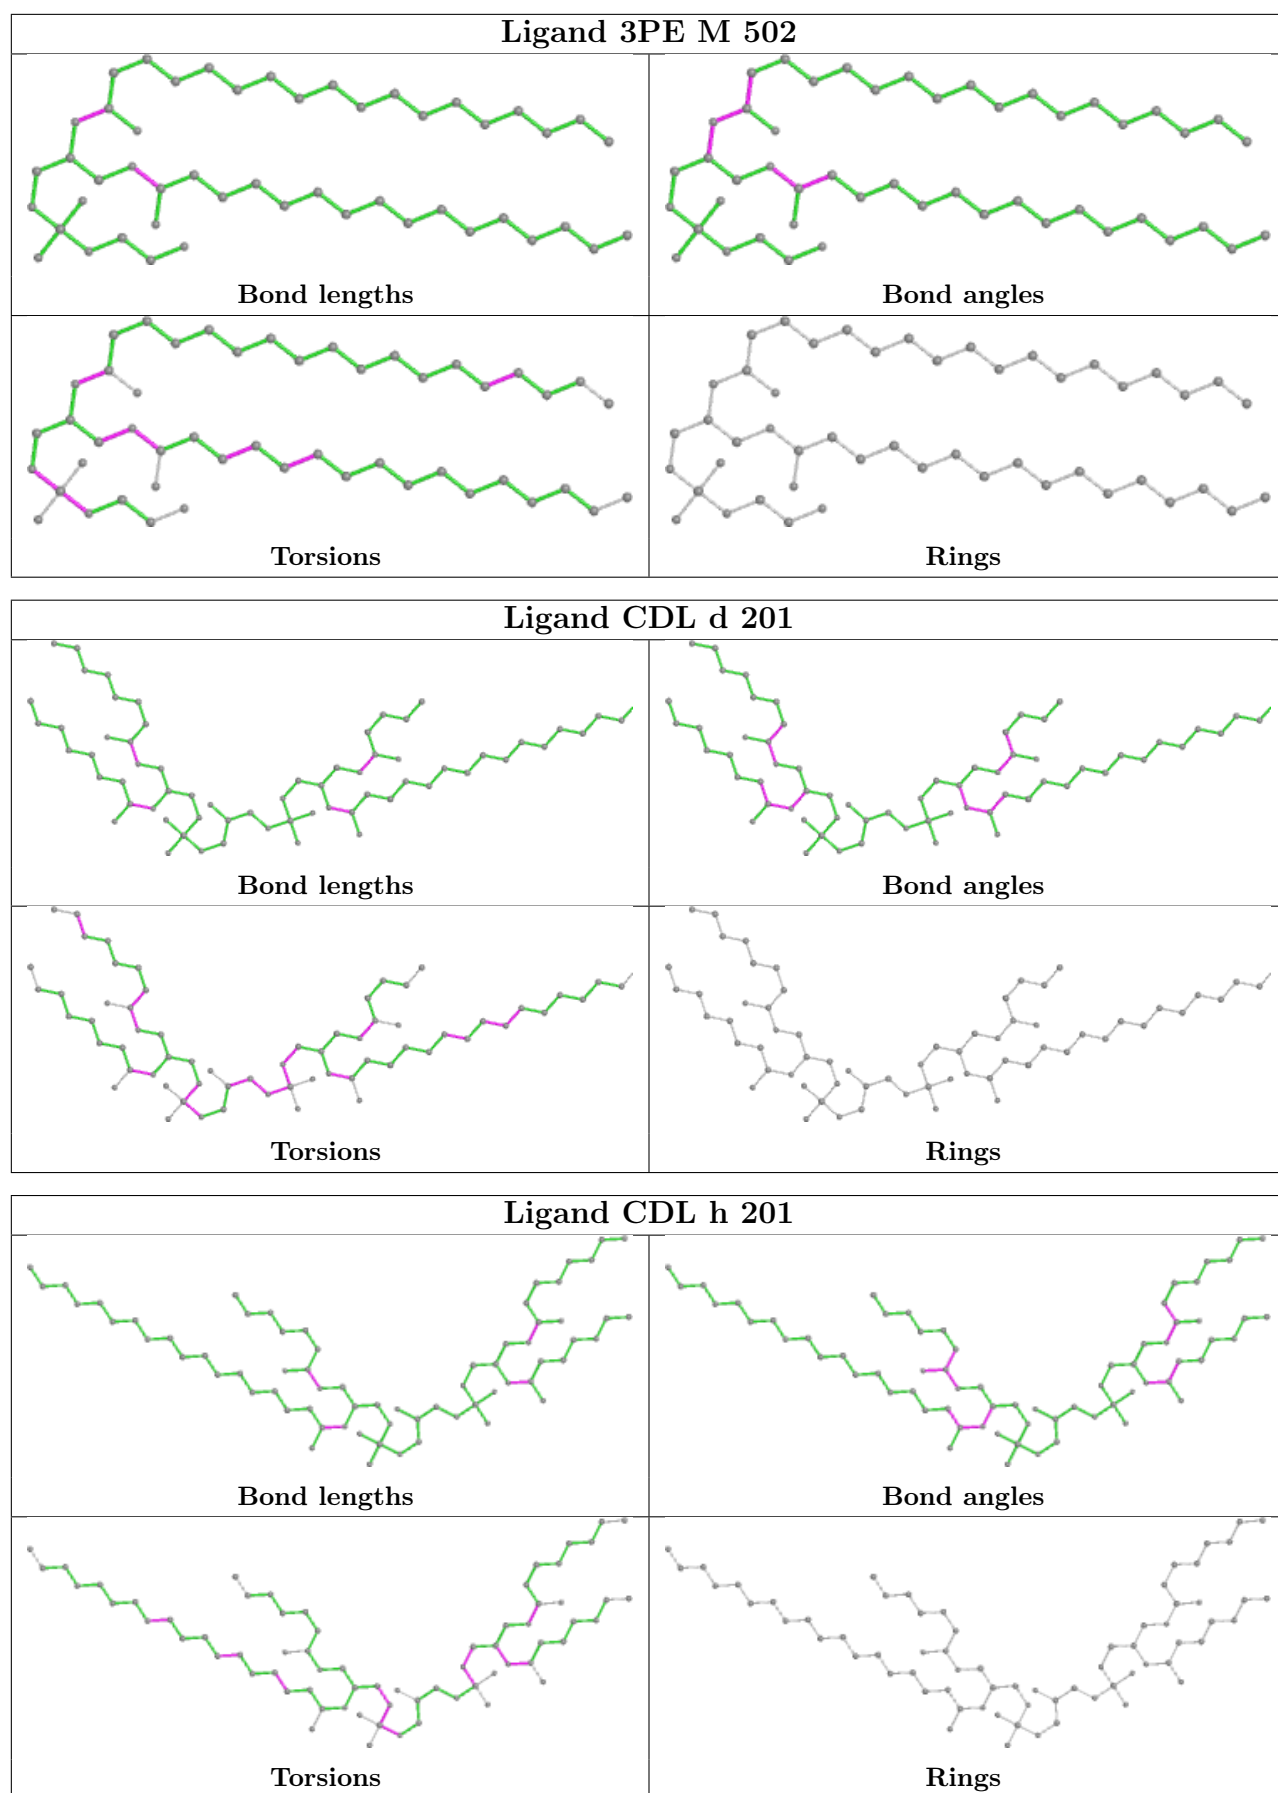 Ligand 3PE M 502
Bond lengths
Bond angles
Torsions
Rings
Ligand CDL d 201
Bond lengths
Bond angles
Torsions
Rings
Ligand CDL h 201
Bond lengths
Bond angles
Torsions
Rings